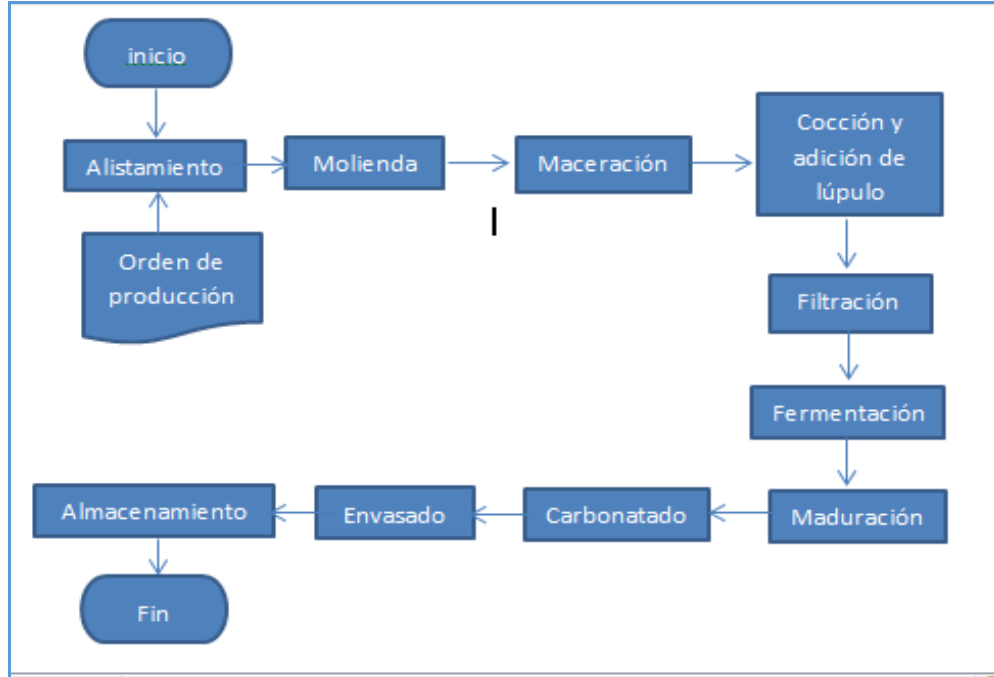 inicio
Alistamiento
Molienda
Maceración
Cocción y
adición de
lúpulo
Orden de
producción
Filtración
Fermentación
Maduración
Carbonatado
Envasado
Almacenamiento
Fin